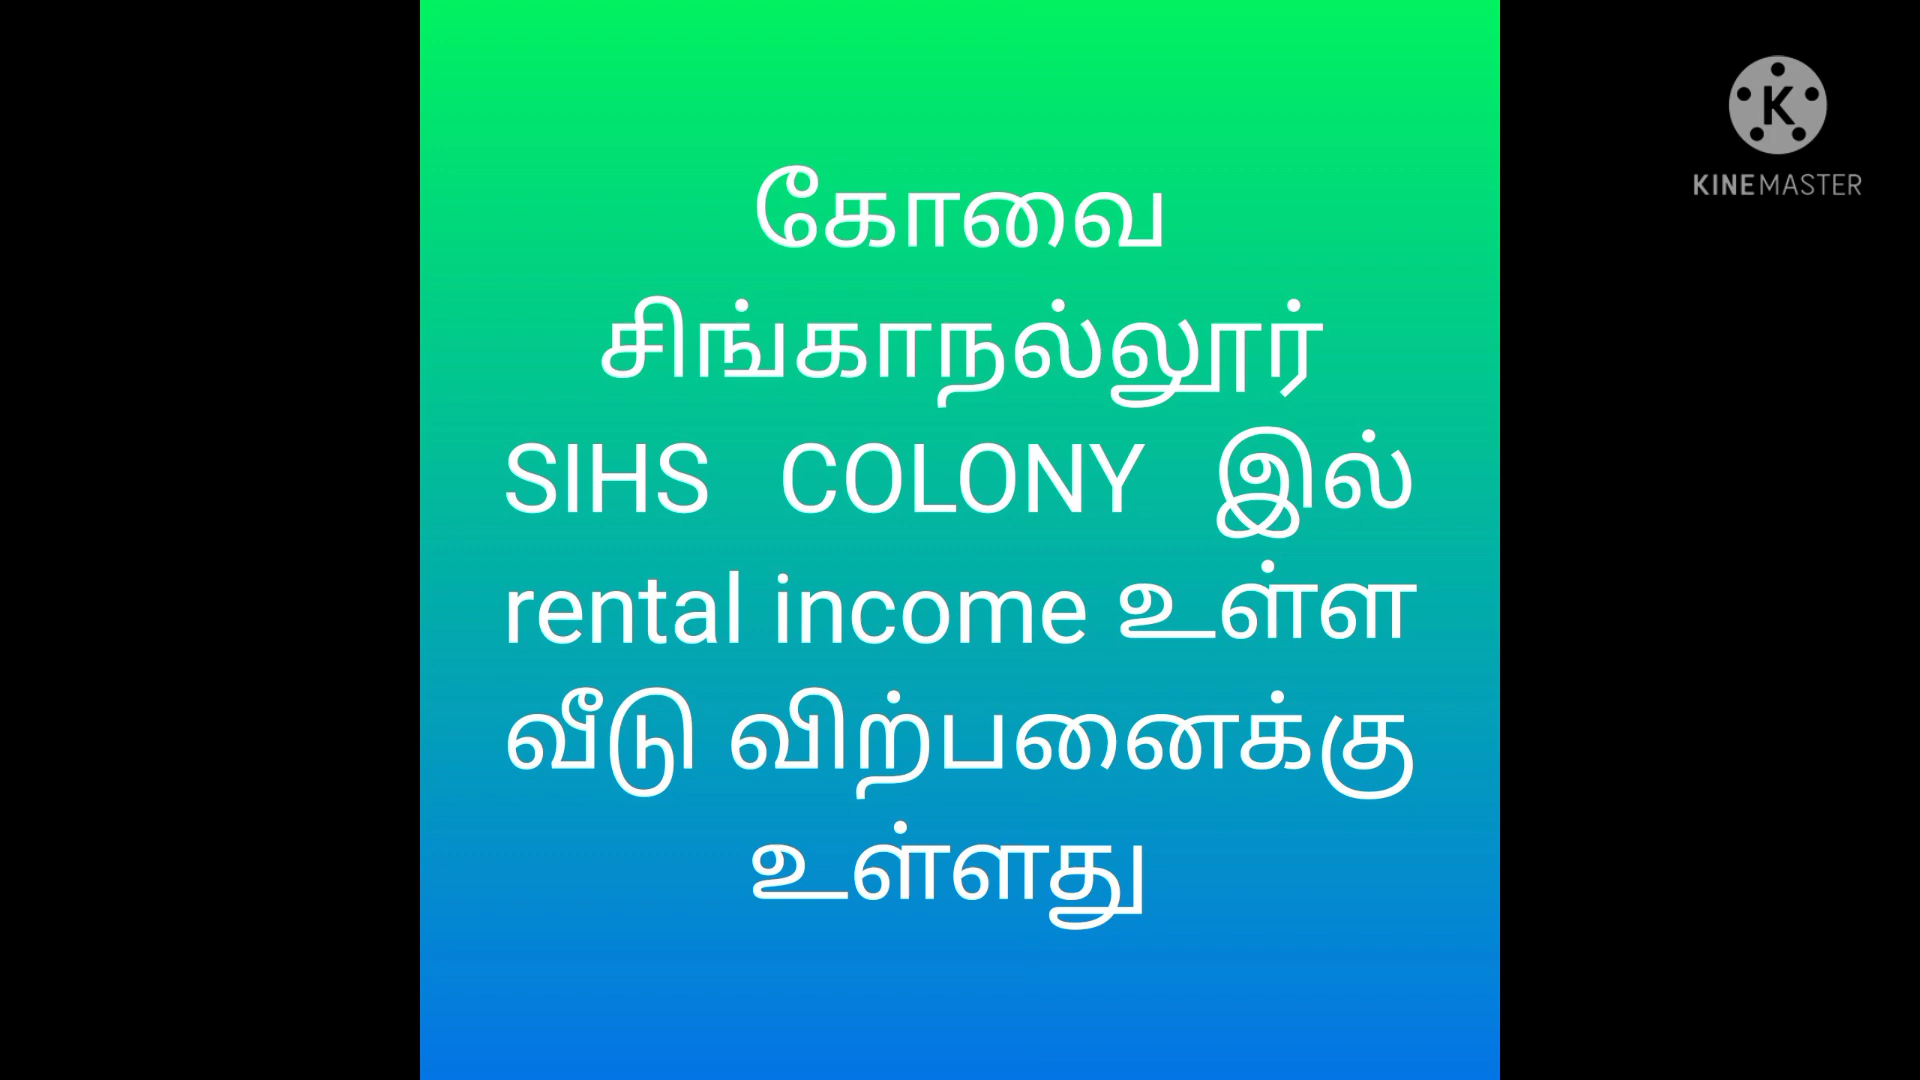 கோவை
சிங்காநல்லூர்
SIHS COLONY இல்
rental income உள்ள
வீடு விற்பனைக்கு
உள்ளது
K
KINEMASTER